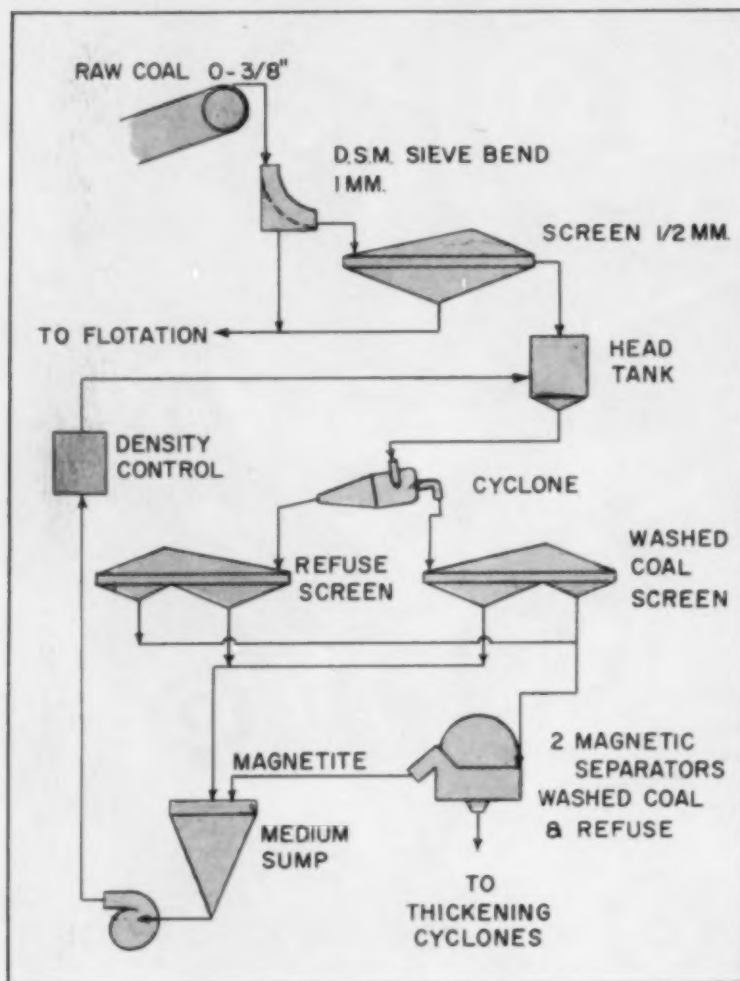 RAW COAL 0-3/8"
D.S.M. SIEVE BEND
1 MM.
SCREEN 1/2 MM.
TO FLOTATION
HEAD
TANK
DENSITY
CONTROL
CYCLONE
REFUSE
SCREEN
WASHED
COAL
SCREEN
MAGNETITE
2 MAGNETIC
SEPARATORS
WASHED COAL
& REFUSE
MEDIUM
SUMP
TO
THICKENING
CYCLONES